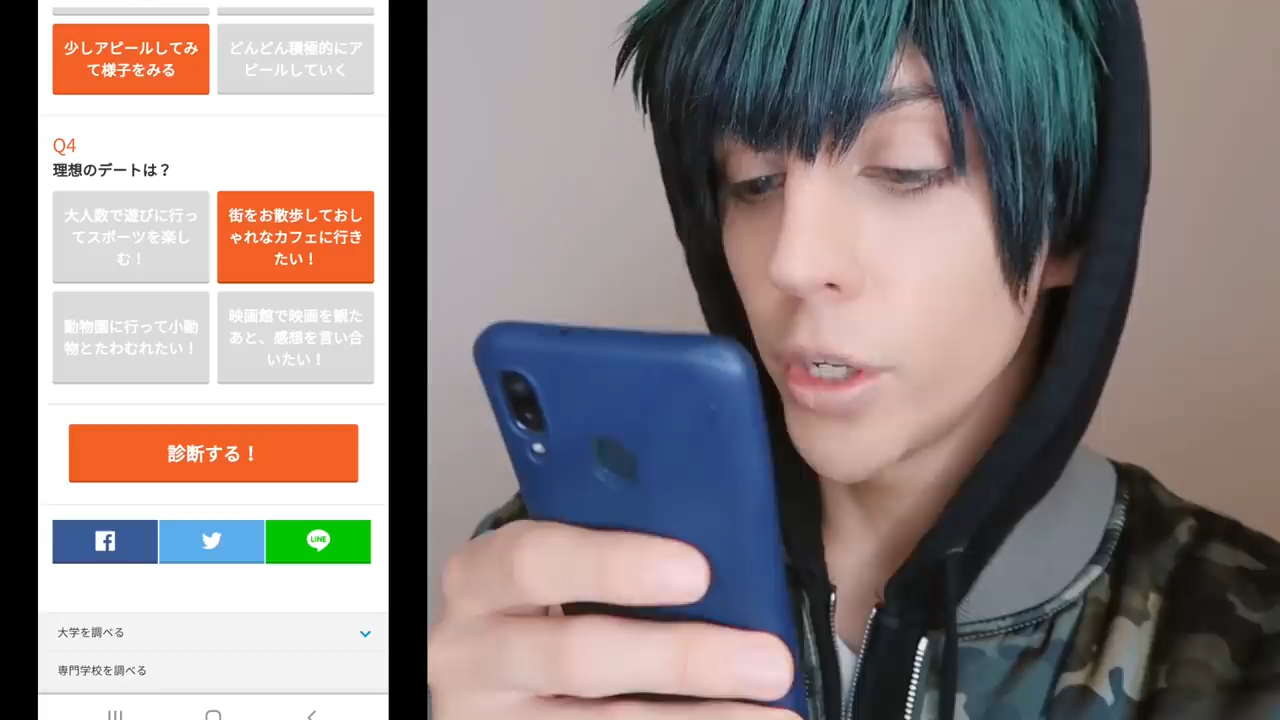 少しアピールしてみ
て様子をみる
どんどん積極的にア
ピールしていく
Q4
理想のデートは？
大人数で遊びに行っ
てスポーツを楽し
む！
街をお散歩しておし
ゃれなカフェに行き
たい！
動物園に行って小動
物とたわむれたい！
映画館で映画を観た
あと、感想を言い合
いたい！
診断する！
LINE
大学を調べる
専門学校を調べる